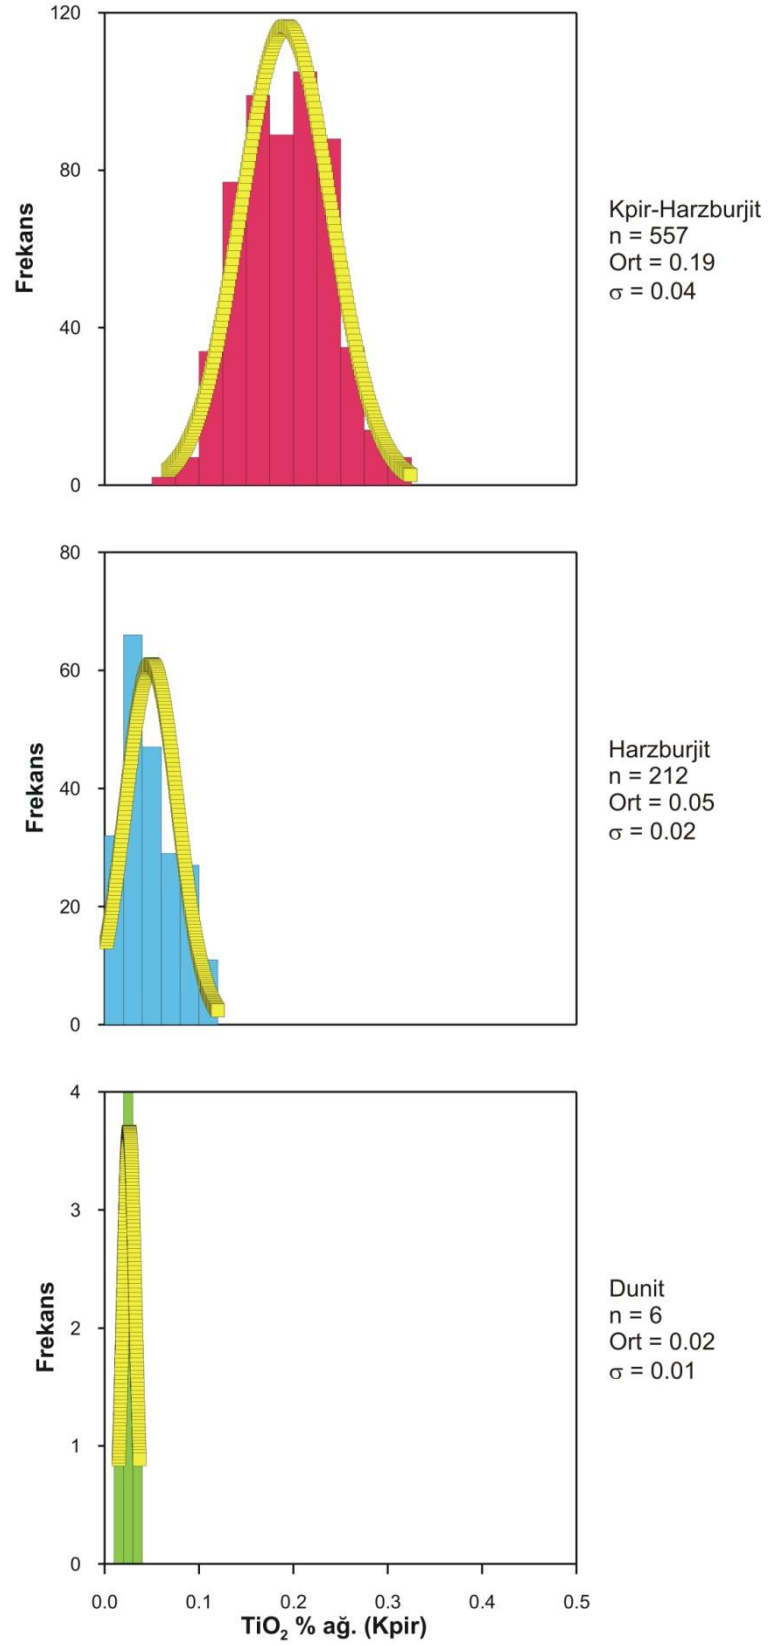 120
80
40
0
Frekans
Kpir-Harzburjit
n = 557
Ort = 0.19
σ = 0.04
80
60
40
20
0
Frekans
Harzburjit
n = 212
Ort = 0.05
σ = 0.02
4
3
2
1
0
Frekans
Dunit
n = 6
Ort = 0.02
σ = 0.01
0.0 0.1 0.2 0.3 0.4 0.5
TiO₂ % ağ. (Kpir)